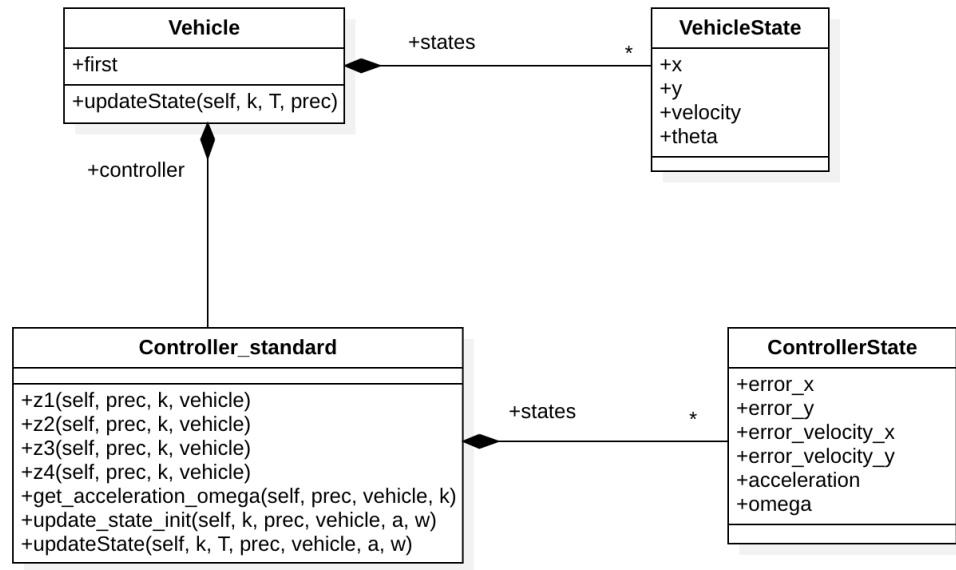 Vehicle
+first
+updateState(self, k, T, prec)
+states
*
VehicleState
+x
+y
+velocity
+theta
+controller
Controller_standard
+z1(self, prec, k, vehicle)
+z2(self, prec, k, vehicle)
+z3(self, prec, k, vehicle)
+z4(self, prec, k, vehicle)
+get_acceleration_omega(self, prec, vehicle, k)
+update_state_init(self, k, prec, vehicle, a, w)
+updateState(self, k, T, prec, vehicle, a, w)
+states
*
ControllerState
+error_x
+error_y
+error_velocity_x
+error_velocity_y
+acceleration
+omega